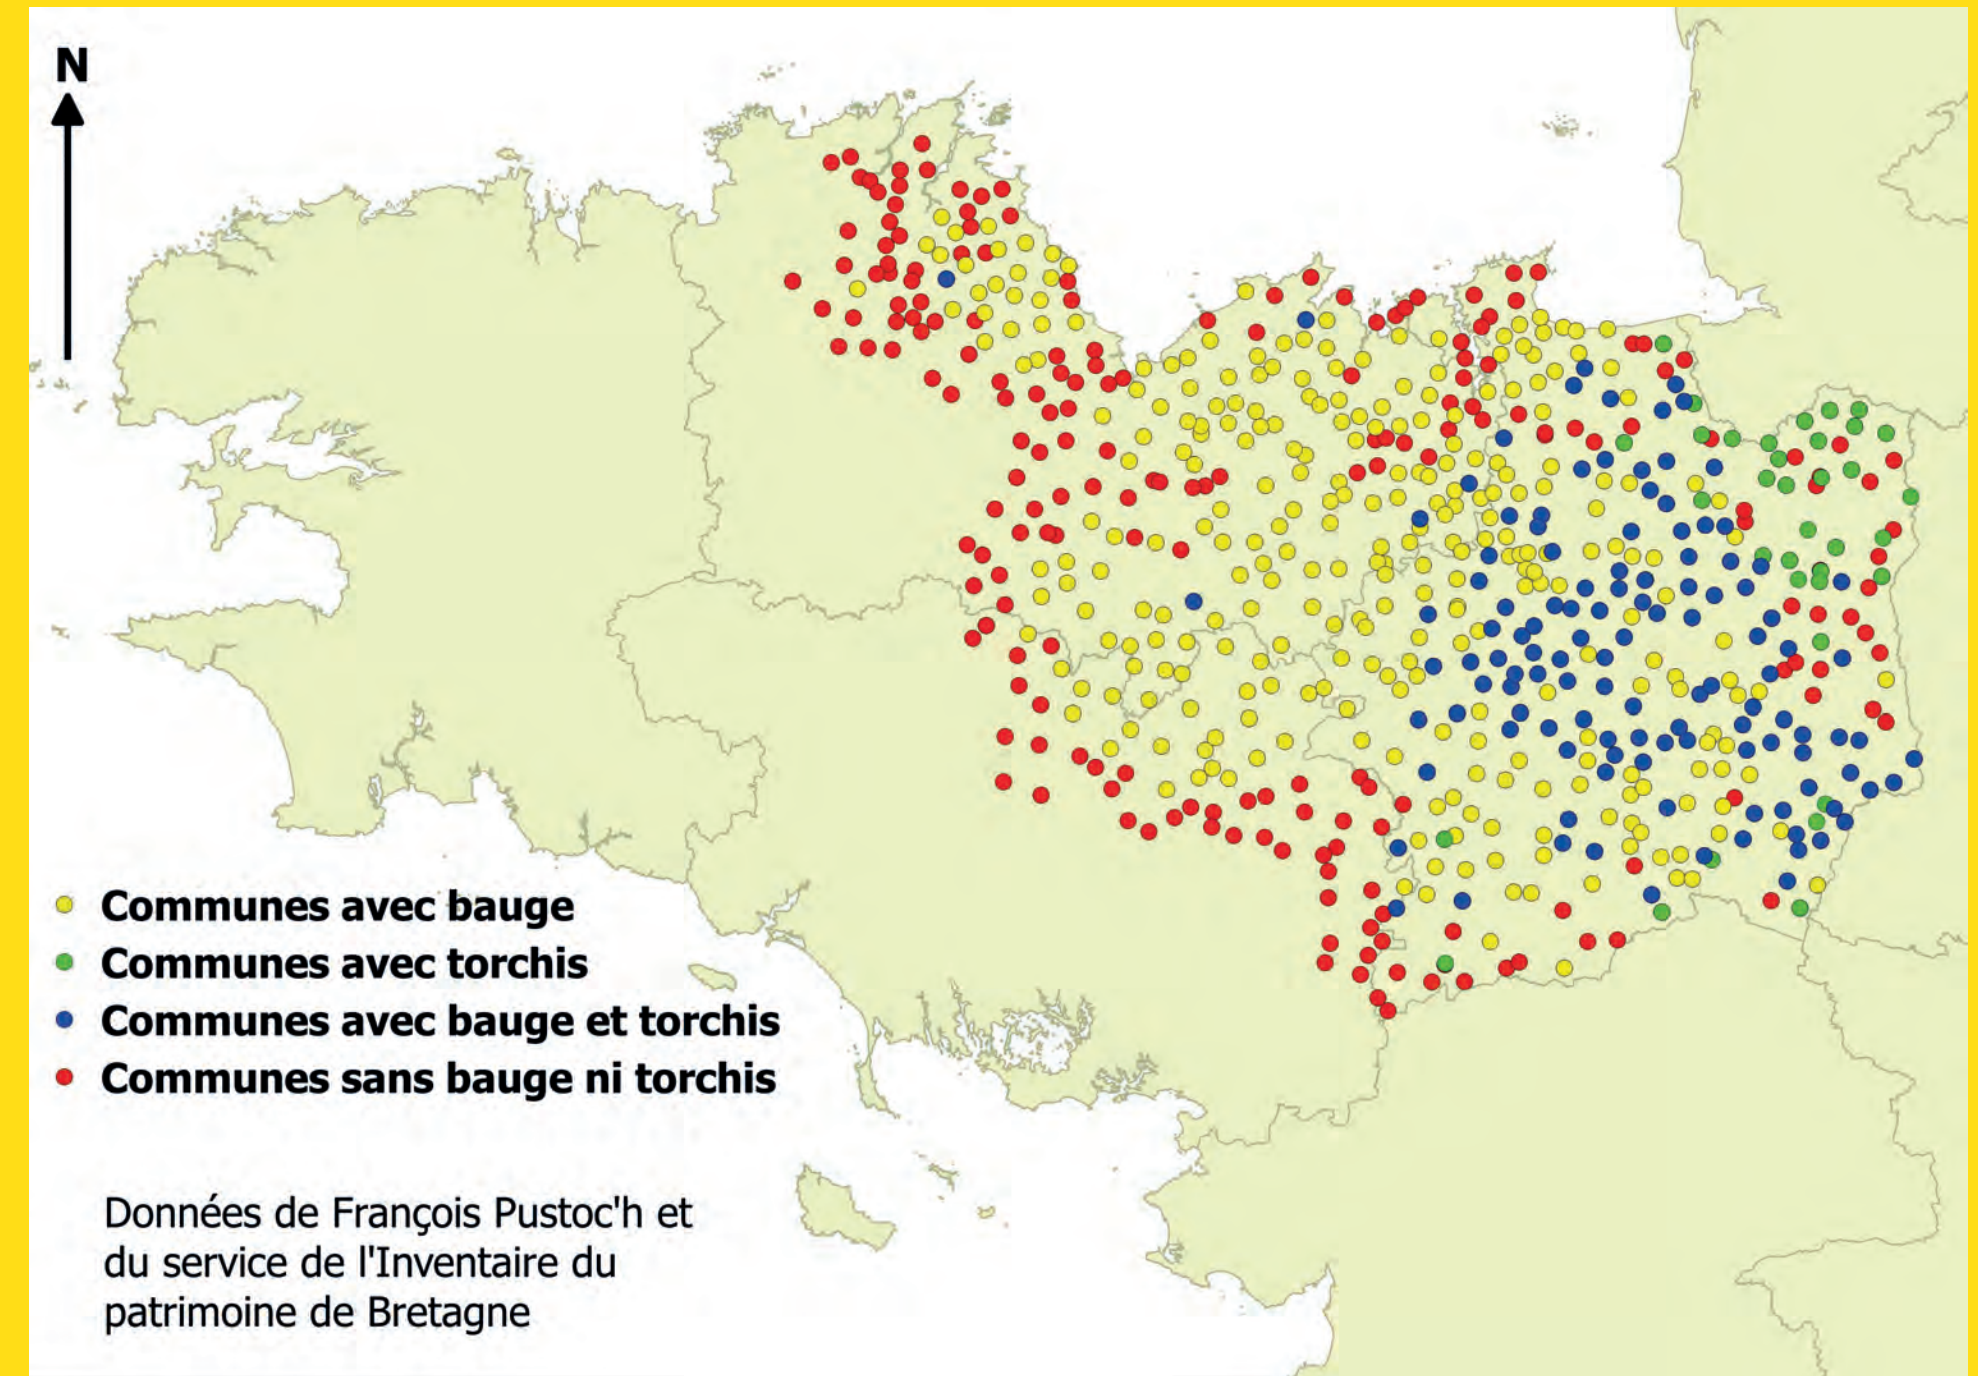 N
Communes avec bauge
Communes avec torchis
Communes avec bauge et torchis
Communes sans bauge ni torchis
Données de François Pustoc'h et
du service de l'Inventaire du
patrimoine de Bretagne